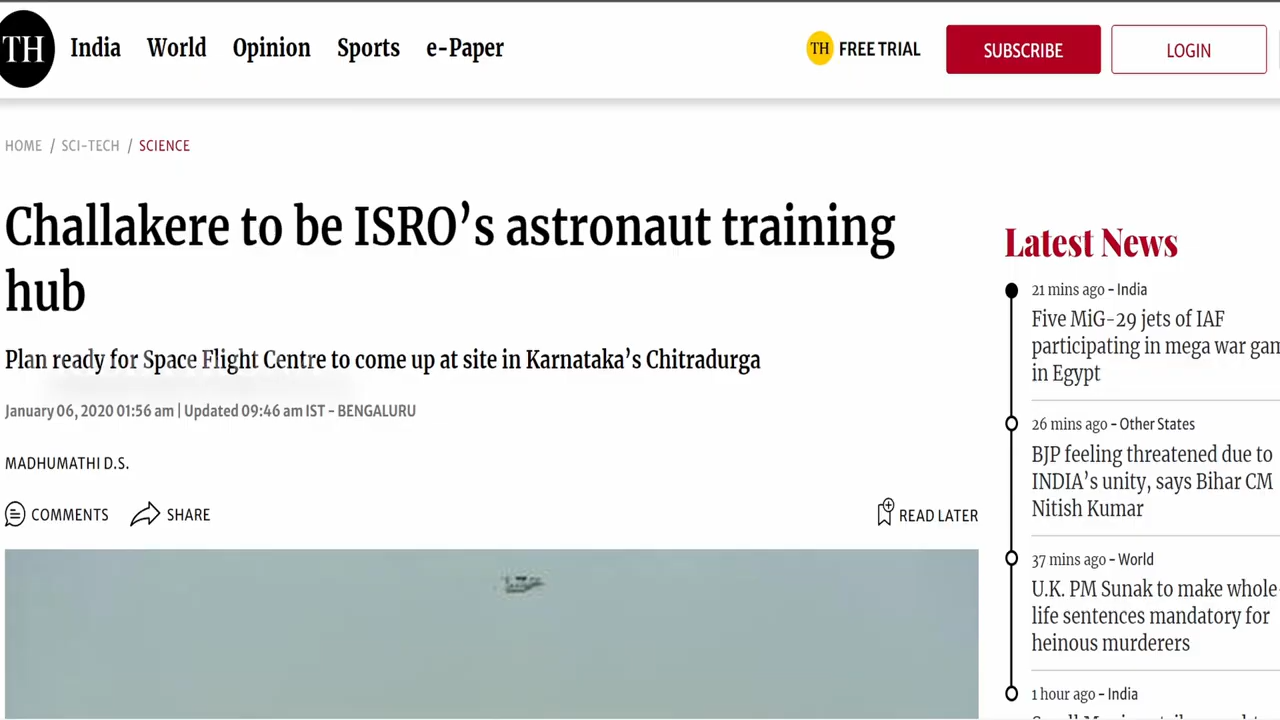 TH India World Opinion Sports e-Paper TH FREE TRIAL SUBSCRIBE LOGIN
HOME / SCI-TECH / SCIENCE
Challakere to be ISRO’s astronaut training
hub
Plan ready for Space Flight Centre to come up at site in Karnataka’s Chitradurga
January 06, 2020 01:56 am | Updated 09:46 am IST - BENGALURU
MADHUMATHI D.S.
COMMENTS SHARE READ LATER
Latest News
21 mins ago - India
Five MiG-29 jets of IAF
participating in mega war gam
in Egypt
26 mins ago - Other States
BJP feeling threatened due to
INDIA’s unity, says Bihar CM
Nitish Kumar
37 mins ago - World
U.K. PM Sunak to make whole-
life sentences mandatory for
heinous murderers
1 hour ago - India